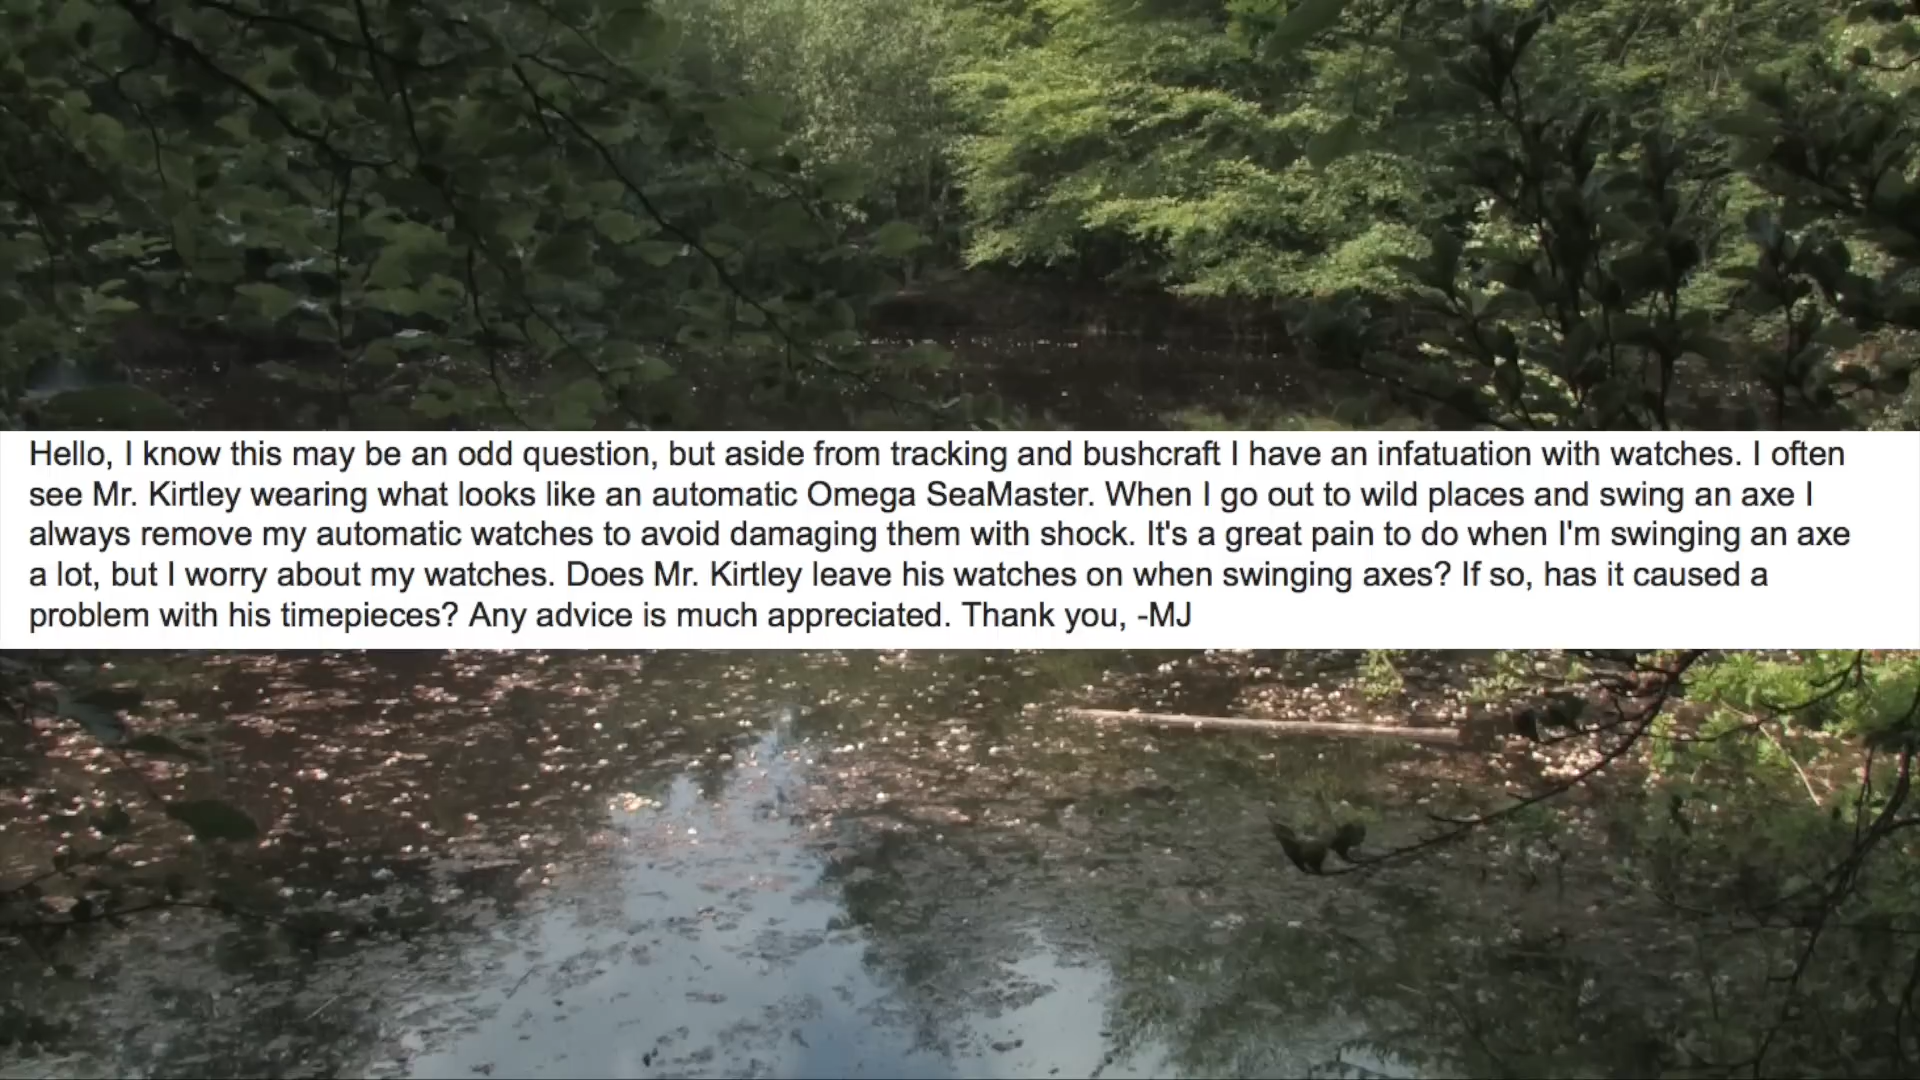 Hello, I know this may be an odd question, but aside from tracking and bushcraft I have an infatuation with watches. I often
see Mr. Kirtley wearing what looks like an automatic Omega SeaMaster. When I go out to wild places and swing an axe I
always remove my automatic watches to avoid damaging them with shock. It's a great pain to do when I'm swinging an axe
a lot, but I worry about my watches. Does Mr. Kirtley leave his watches on when swinging axes? If so, has it caused a
problem with his timepieces? Any advice is much appreciated. Thank you, -MJ